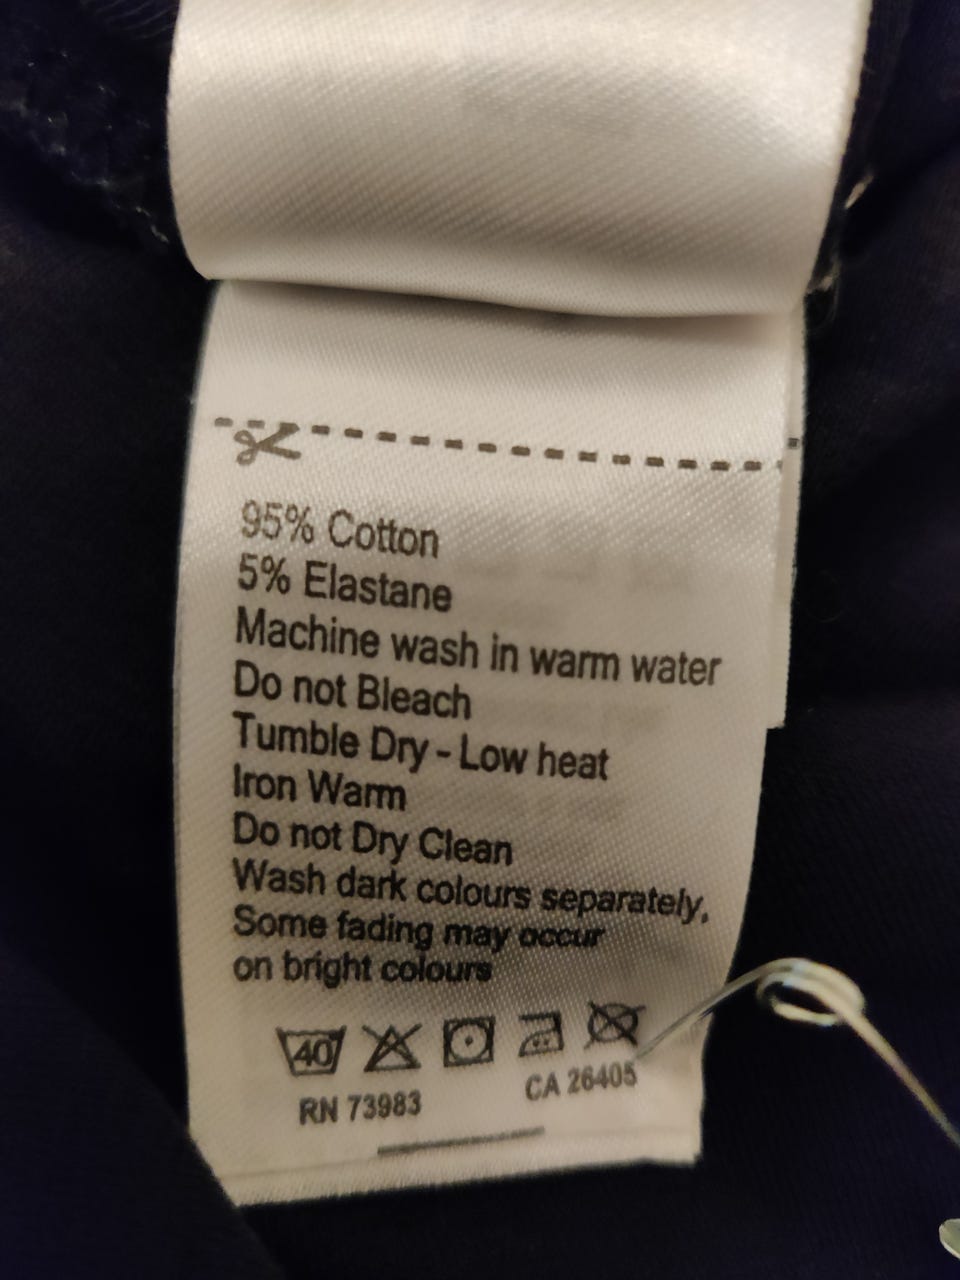 95% Cotton
5% Elastane
Machine wash in warm water
Do not Bleach
Tumble Dry - Low heat
Iron Warm
Do not Dry Clean
Wash dark colours separately,
Some fading may occur
on bright colours
40
RN 73983
CA 26405